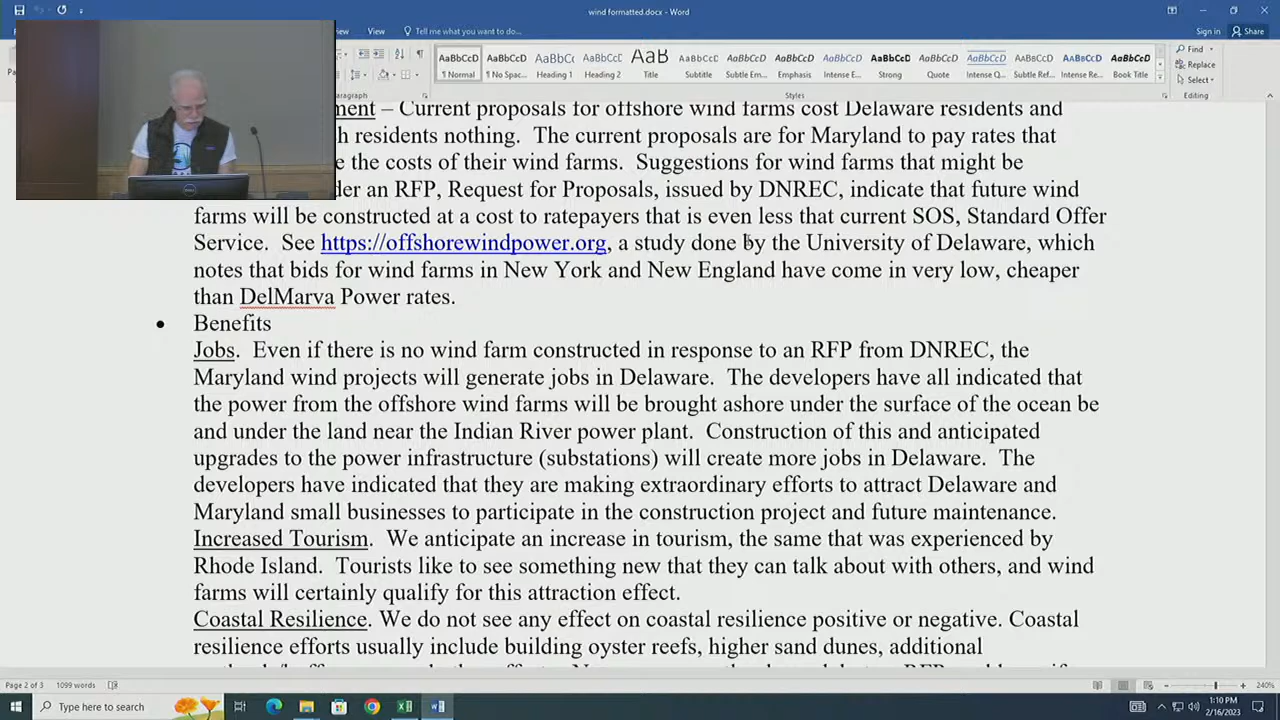 wind formatted.docx - Word
Sign in
Share
View
Tell me what you want to do
Find
Replace
Select
AaBbCcD AaBbCcD AaBbC( AaBbCcC AaB AaBbCcD AaBbCcD AaBbCcD AaBbCcD AaBbCcD AaBbCcD AaBbCcD AaBbCcD AaBbCcD AaBbCcD
¶ Normal ¶ No Spac... Heading 1 Heading 2 Title Subtitle Subtle Em... Emphasis Intense E... Strong Quote Intense Q... Subtle Ref... Intense Re... Book Title
Styles
Editing
ment – Current proposals for offshore wind farms cost Delaware residents and
h residents nothing.  The current proposals are for Maryland to pay rates that
e the costs of their wind farms.  Suggestions for wind farms that might be
der an RFP, Request for Proposals, issued by DNREC, indicate that future wind
farms will be constructed at a cost to ratepayers that is even less that current SOS, Standard Offer
Service.  See https://offshorewindpower.org, a study done by the University of Delaware, which
notes that bids for wind farms in New York and New England have come in very low, cheaper
than DelMarva Power rates.
• Benefits
Jobs.  Even if there is no wind farm constructed in response to an RFP from DNREC, the
Maryland wind projects will generate jobs in Delaware.  The developers have all indicated that
the power from the offshore wind farms will be brought ashore under the surface of the ocean be
and under the land near the Indian River power plant.  Construction of this and anticipated
upgrades to the power infrastructure (substations) will create more jobs in Delaware.  The
developers have indicated that they are making extraordinary efforts to attract Delaware and
Maryland small businesses to participate in the construction project and future maintenance.
Increased Tourism.  We anticipate an increase in tourism, the same that was experienced by
Rhode Island.  Tourists like to see something new that they can talk about with others, and wind
farms will certainly qualify for this attraction effect.
Coastal Resilience. We do not see any effect on coastal resilience positive or negative. Coastal
resilience efforts usually include building oyster reefs, higher sand dunes, additional
Page 2 of 3 1099 words
240%
Type here to search
1:10 PM
2/16/2023